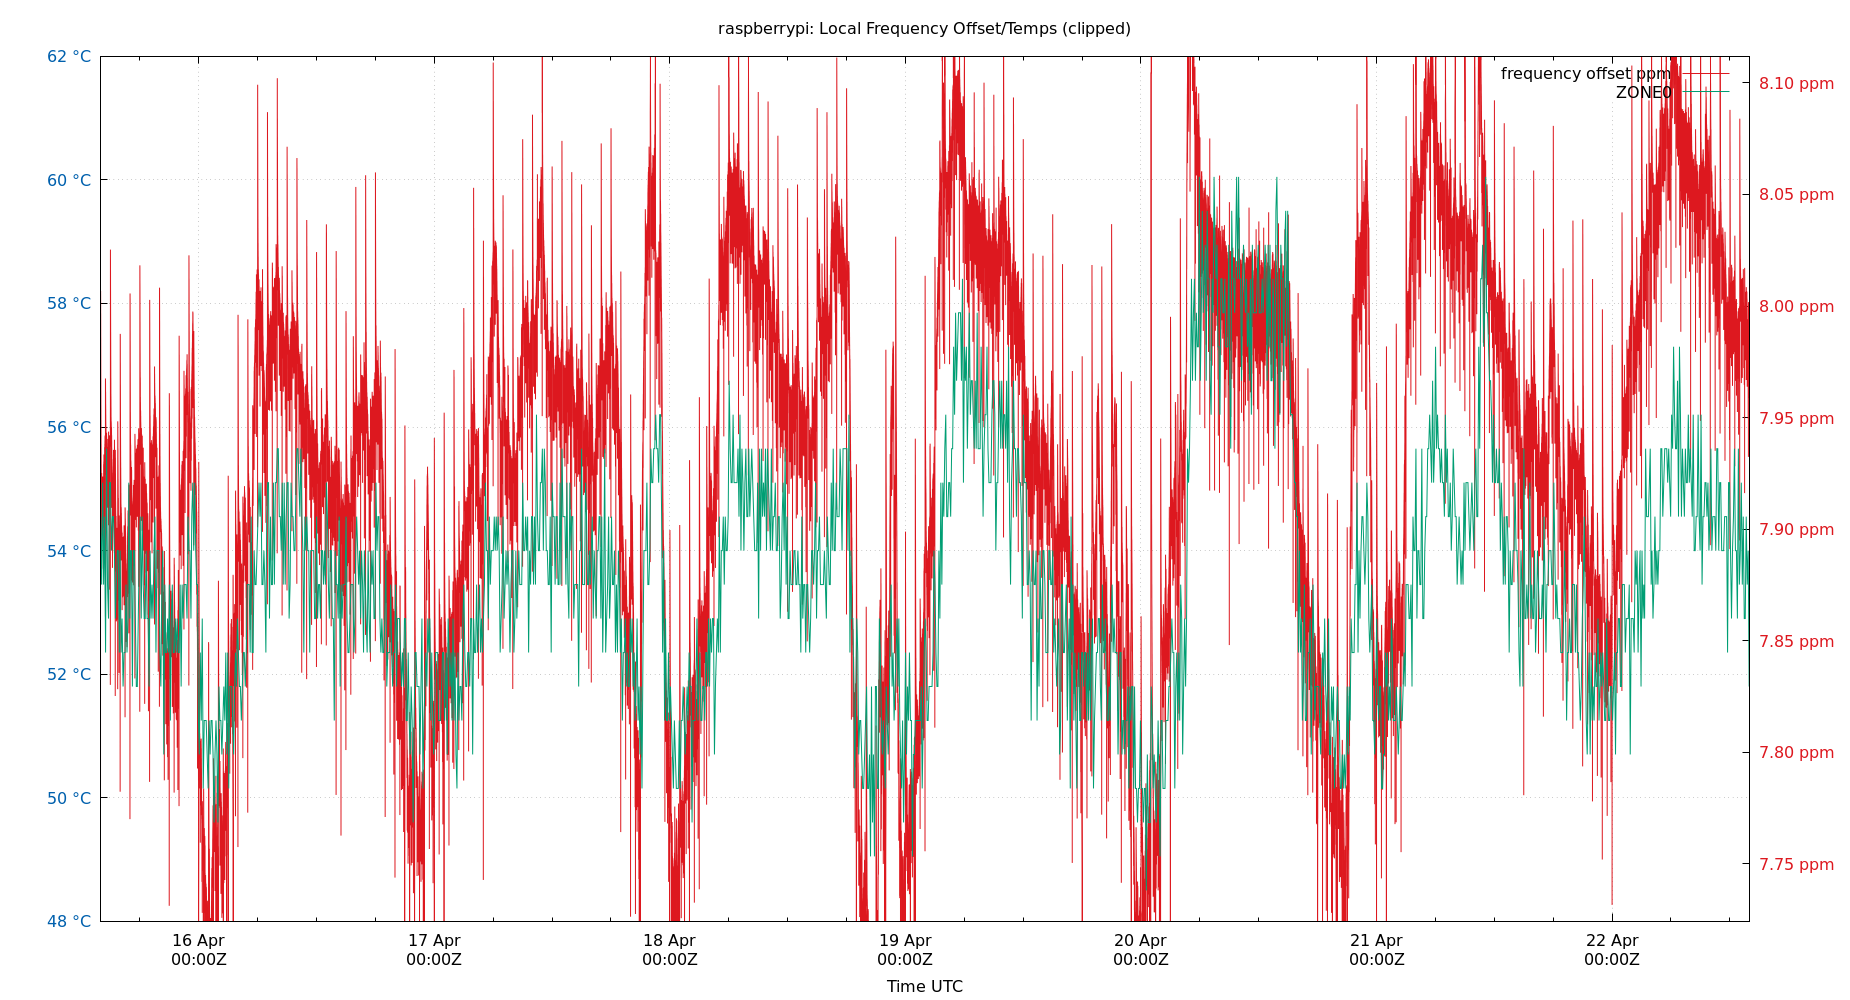 raspberrypi: Local Frequency Offset/Temps (clipped)
62 °C
60 °C
58 °C
56 °C
54 °C
52 °C
50 °C
48 °C
frequency offset ppm
ZONE0
8.10 ppm
8.05 ppm
8.00 ppm
7.95 ppm
7.90 ppm
7.85 ppm
7.80 ppm
7.75 ppm
16 Apr
00:00Z
17 Apr
00:00Z
18 Apr
00:00Z
19 Apr
00:00Z
20 Apr
00:00Z
21 Apr
00:00Z
22 Apr
00:00Z
Time UTC